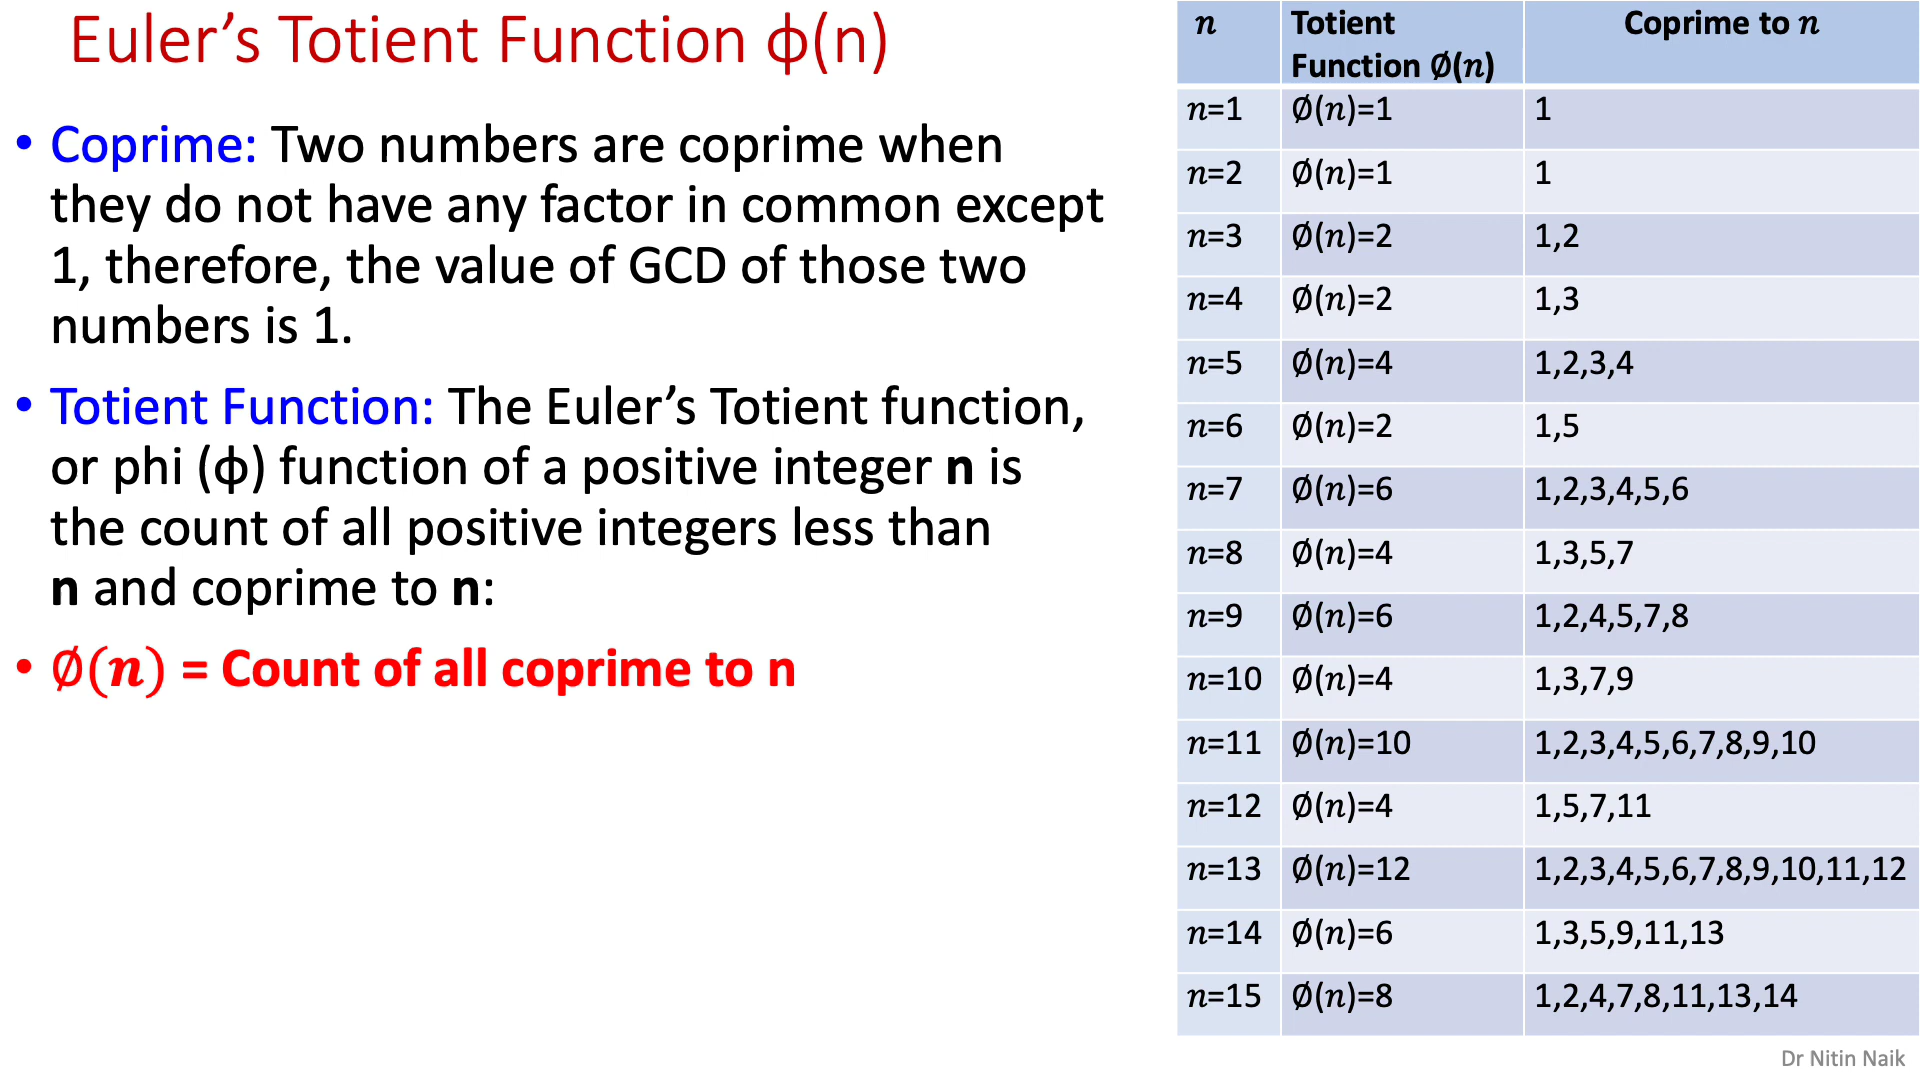 Euler’s Totient Function ϕ(n)
• Coprime: Two numbers are coprime when
they do not have any factor in common except
1, therefore, the value of GCD of those two
numbers is 1.
• Totient Function: The Euler’s Totient function,
or phi (ϕ) function of a positive integer n is
the count of all positive integers less than
n and coprime to n:
• ∅(n) = Count of all coprime to n
n Totient Function ∅(n) Coprime to n
n=1 ∅(n)=1 1
n=2 ∅(n)=1 1
n=3 ∅(n)=2 1,2
n=4 ∅(n)=2 1,3
n=5 ∅(n)=4 1,2,3,4
n=6 ∅(n)=2 1,5
n=7 ∅(n)=6 1,2,3,4,5,6
n=8 ∅(n)=4 1,3,5,7
n=9 ∅(n)=6 1,2,4,5,7,8
n=10 ∅(n)=4 1,3,7,9
n=11 ∅(n)=10 1,2,3,4,5,6,7,8,9,10
n=12 ∅(n)=4 1,5,7,11
n=13 ∅(n)=12 1,2,3,4,5,6,7,8,9,10,11,12
n=14 ∅(n)=6 1,3,5,9,11,13
n=15 ∅(n)=8 1,2,4,7,8,11,13,14
Dr Nitin Naik